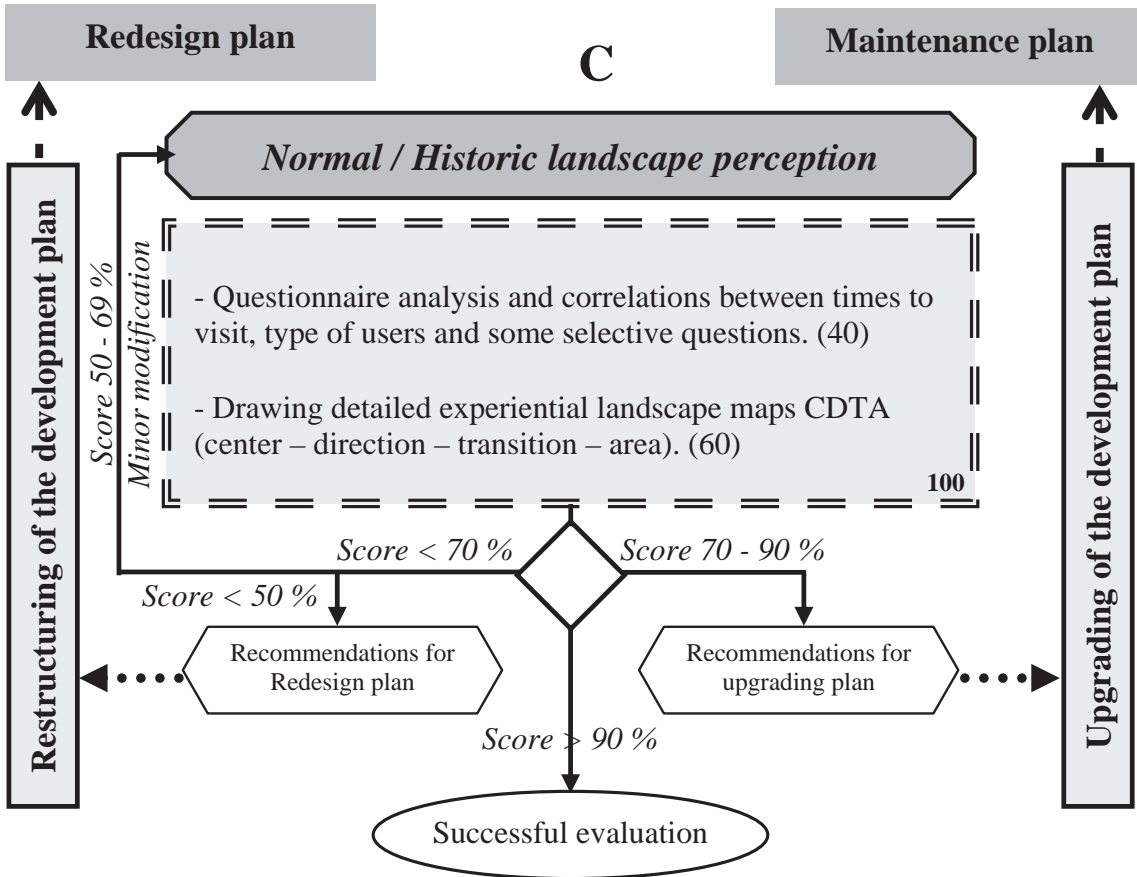 Redesign plan
C
Maintenance plan
Normal / Historic landscape perception
Restructuring of the development plan
Score 50 - 69 %
Minor modification
- Questionnaire analysis and correlations between times to
visit, type of users and some selective questions. (40)
- Drawing detailed experiential landscape maps CDTA
(center – direction – transition – area). (60)
100
Upgrading of the development plan
Score < 70 %
Score 70 - 90 %
Score < 50 %
Recommendations for
Redesign plan
Recommendations for
upgrading plan
Score > 90 %
Successful evaluation